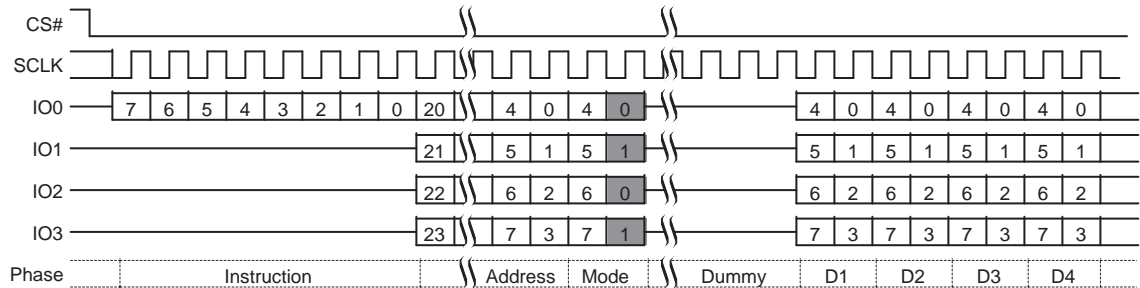 CS#
SCLK
IO0 7 6 5 4 3 2 1 0 20 4 0 4 0 4 0 4 0 4 0 4 0
IO1 21 5 1 5 1 5 1 5 1 5 1 5 1
IO2 22 6 2 6 0 6 2 6 2 6 2 6 2
IO3 23 7 3 7 1 7 3 7 3 7 3 7 3
Phase Instruction Address Mode Dummy D1 D2 D3 D4